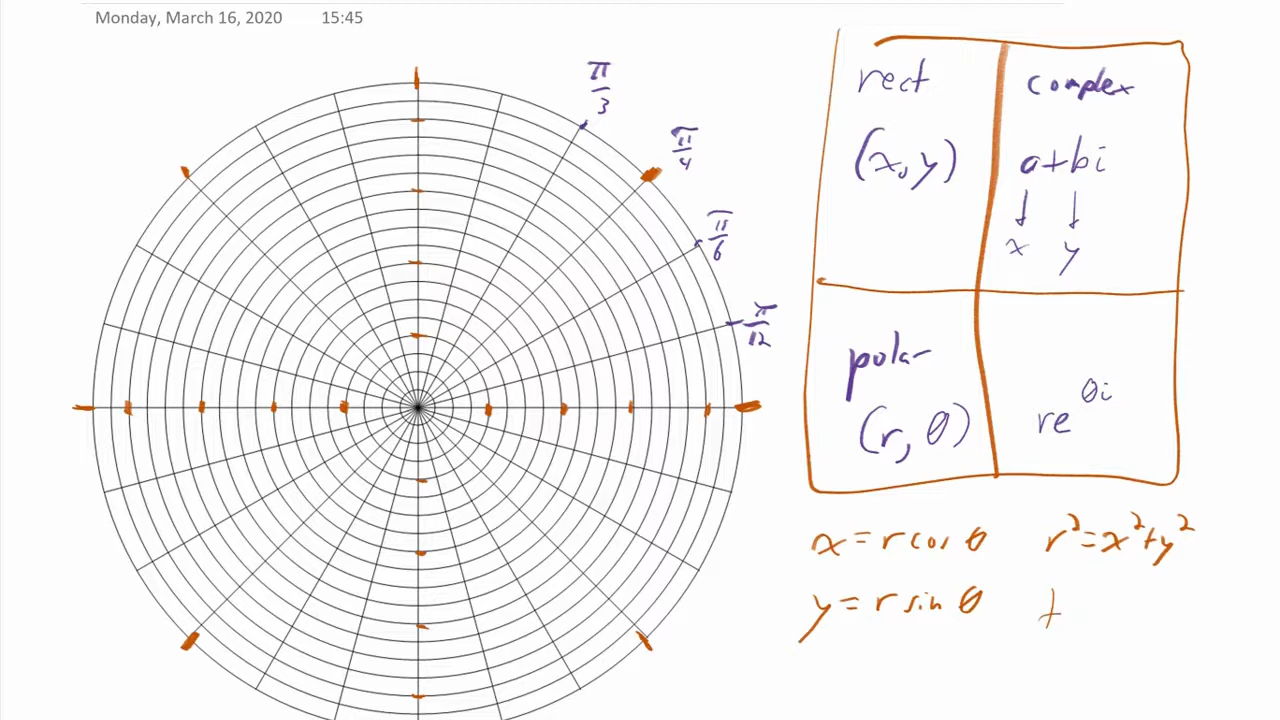 Monday, March 16, 2020 15:45
π/3
π/4
π/6
π/12
rect
(x, y)
complex
a+bi
↓ ↓
x y
polar
(r, θ)
re^θi
x = r cos θ
r² = x² + y²
y = r sin θ
t